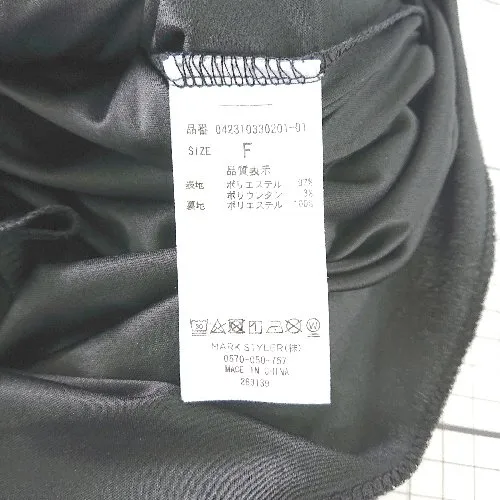 品番 042310330201-01
SIZE F
品質表示
表地 ポリエステル 97%
ポリウレタン 3%
裏地 ポリエステル 100%
MARK STYLER(株)
0570-050-757
MADE IN CHINA
263139